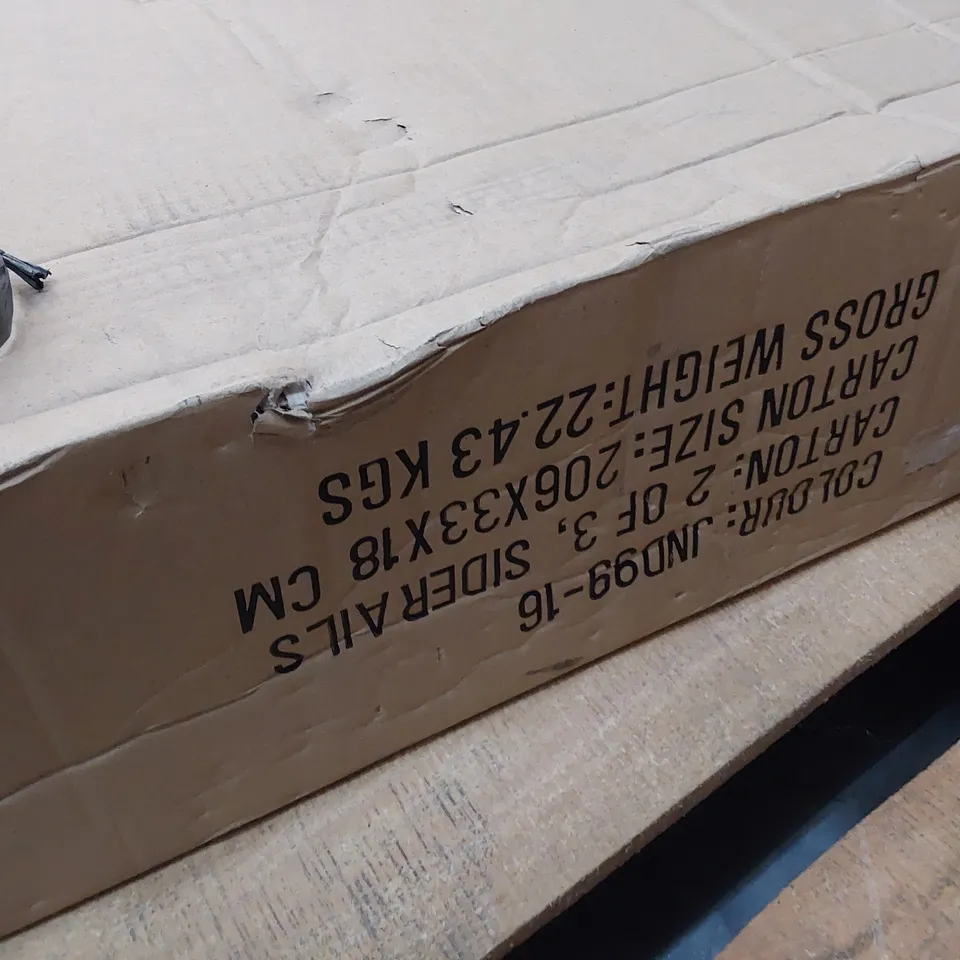 COLOUR: JND99-16
CARTON: 2 OF 3, SIDERAILS
CARTON SIZE: 206X33X18 CM
GROSS WEIGHT:22.43 KGS